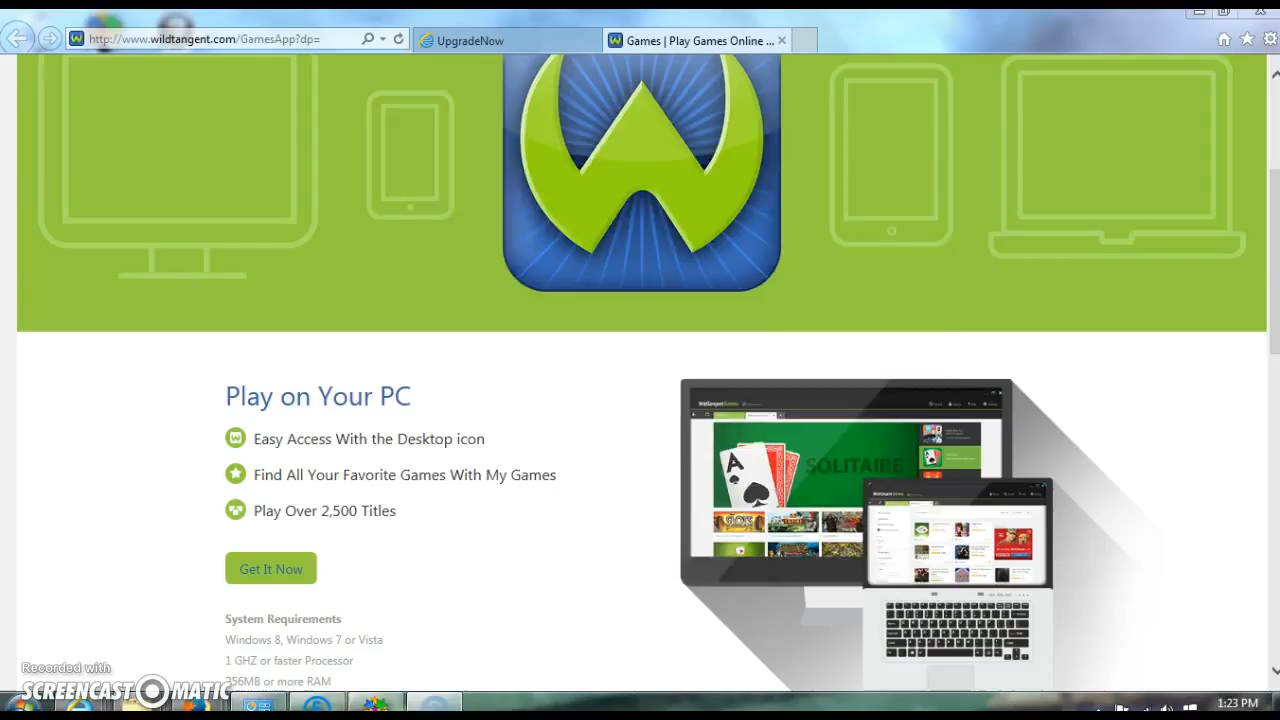 http://www.wildtangent.com/GamesApp?dp=
UpgradeNow
Games | Play Games Online ...
Play on Your PC
Easy Access With the Desktop icon
Find All Your Favorite Games With My Games
Play Over 2,500 Titles
Get It Now
System Requirements
Windows 8, Windows 7 or Vista
1 GHZ or faster Processor
356MB or more RAM
SOLITAIRE
SLOTS
Recorded with
SCREENCAST MATIC
1:23 PM